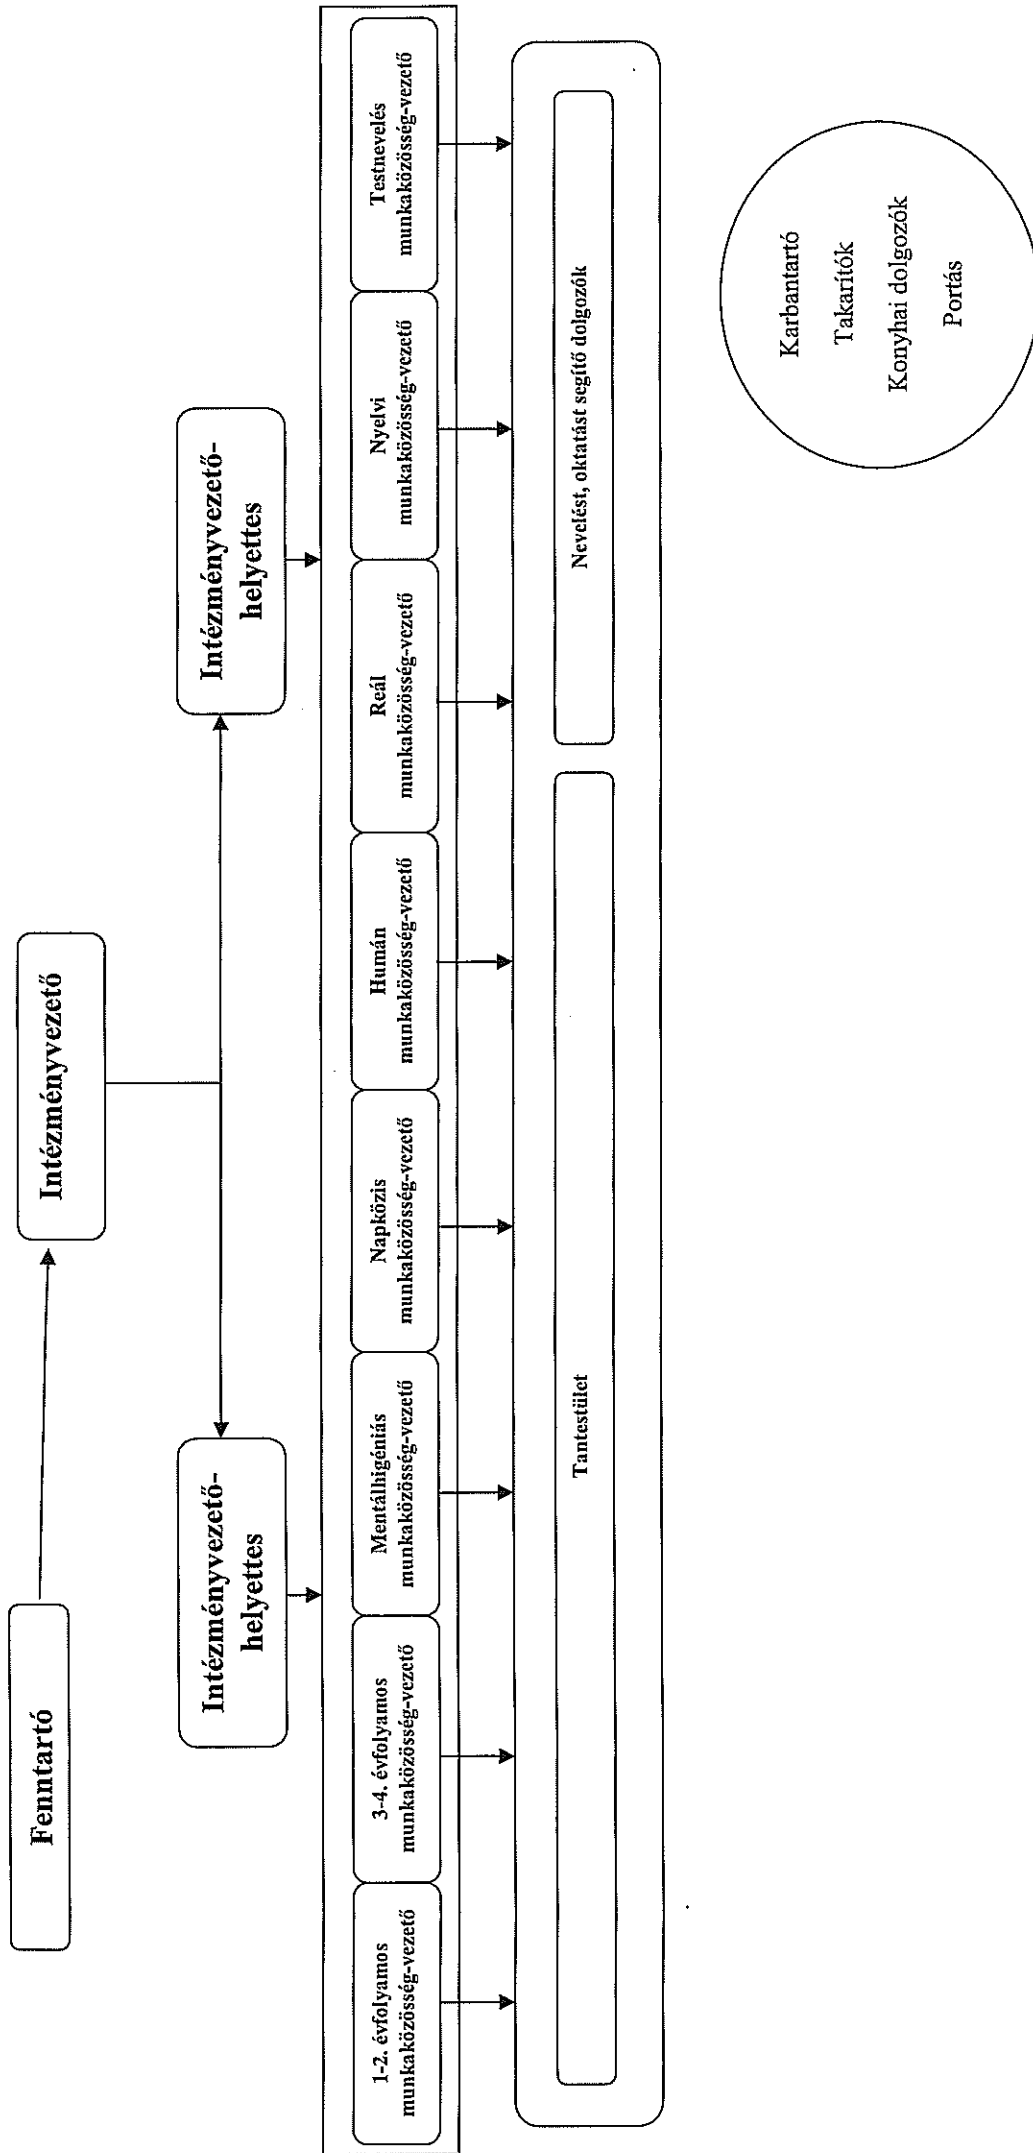 Fenntartó
Intézményvezető
Intézményvezető-
helyettes
Intézményvezető-
helyettes
1-2. évfolyamos
munkaközösség-vezető
3-4. évfolyamos
munkaközösség-vezető
Mentálhigéniás
munkaközösség-vezető
Napközis
munkaközösség-vezető
Humán
munkaközösség-vezető
Reál
munkaközösség-vezető
Nyelvi
munkaközösség-vezető
Testnevelés
munkaközösség-vezető
Tantestület
Nevelést, oktatást segítő dolgozók
Karbantartó
Takarítók
Konyhai dolgozók
Portás